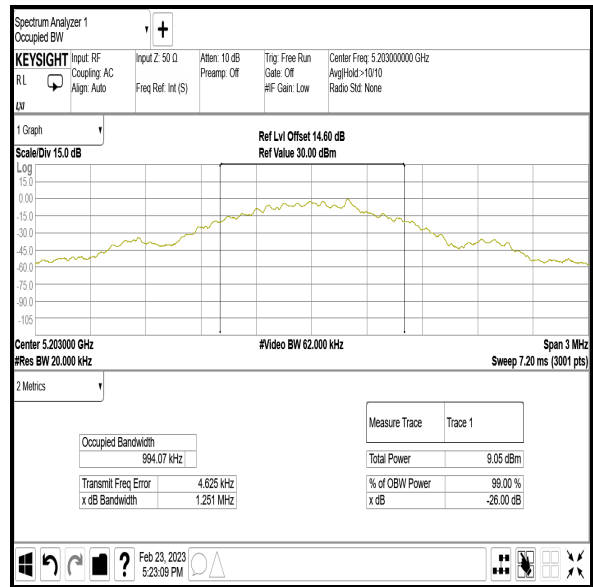 Spectrum Analyzer 1
Occupied BW
KEYSIGHT
R L
LXI
Input: RF
Coupling: AC
Align: Auto
Input Z: 50 Ω
Freq Ref: Int (S)
Atten: 10 dB
Preamp: Off
Trig: Free Run
Gate: Off
#IF Gain: Low
Center Freq: 5.203000000 GHz
Avg|Hold:>10/10
Radio Std: None
1 Graph
Scale/Div 15.0 dB
Ref Lvl Offset 14.60 dB
Ref Value 30.00 dBm
Log
15.0
0.00
-15.0
-30.0
-45.0
-60.0
-75.0
-90.0
-105
Center 5.203000 GHz
#Res BW 20.000 kHz
#Video BW 62.000 kHz
Span 3 MHz
Sweep 7.20 ms (3001 pts)
2 Metrics
Occupied Bandwidth
994.07 kHz
Transmit Freq Error 4.625 kHz
x dB Bandwidth 1.251 MHz
Measure Trace Trace 1
Total Power 9.05 dBm
% of OBW Power 99.00 %
x dB -26.00 dB
?
Feb 23, 2023
5:23:09 PM